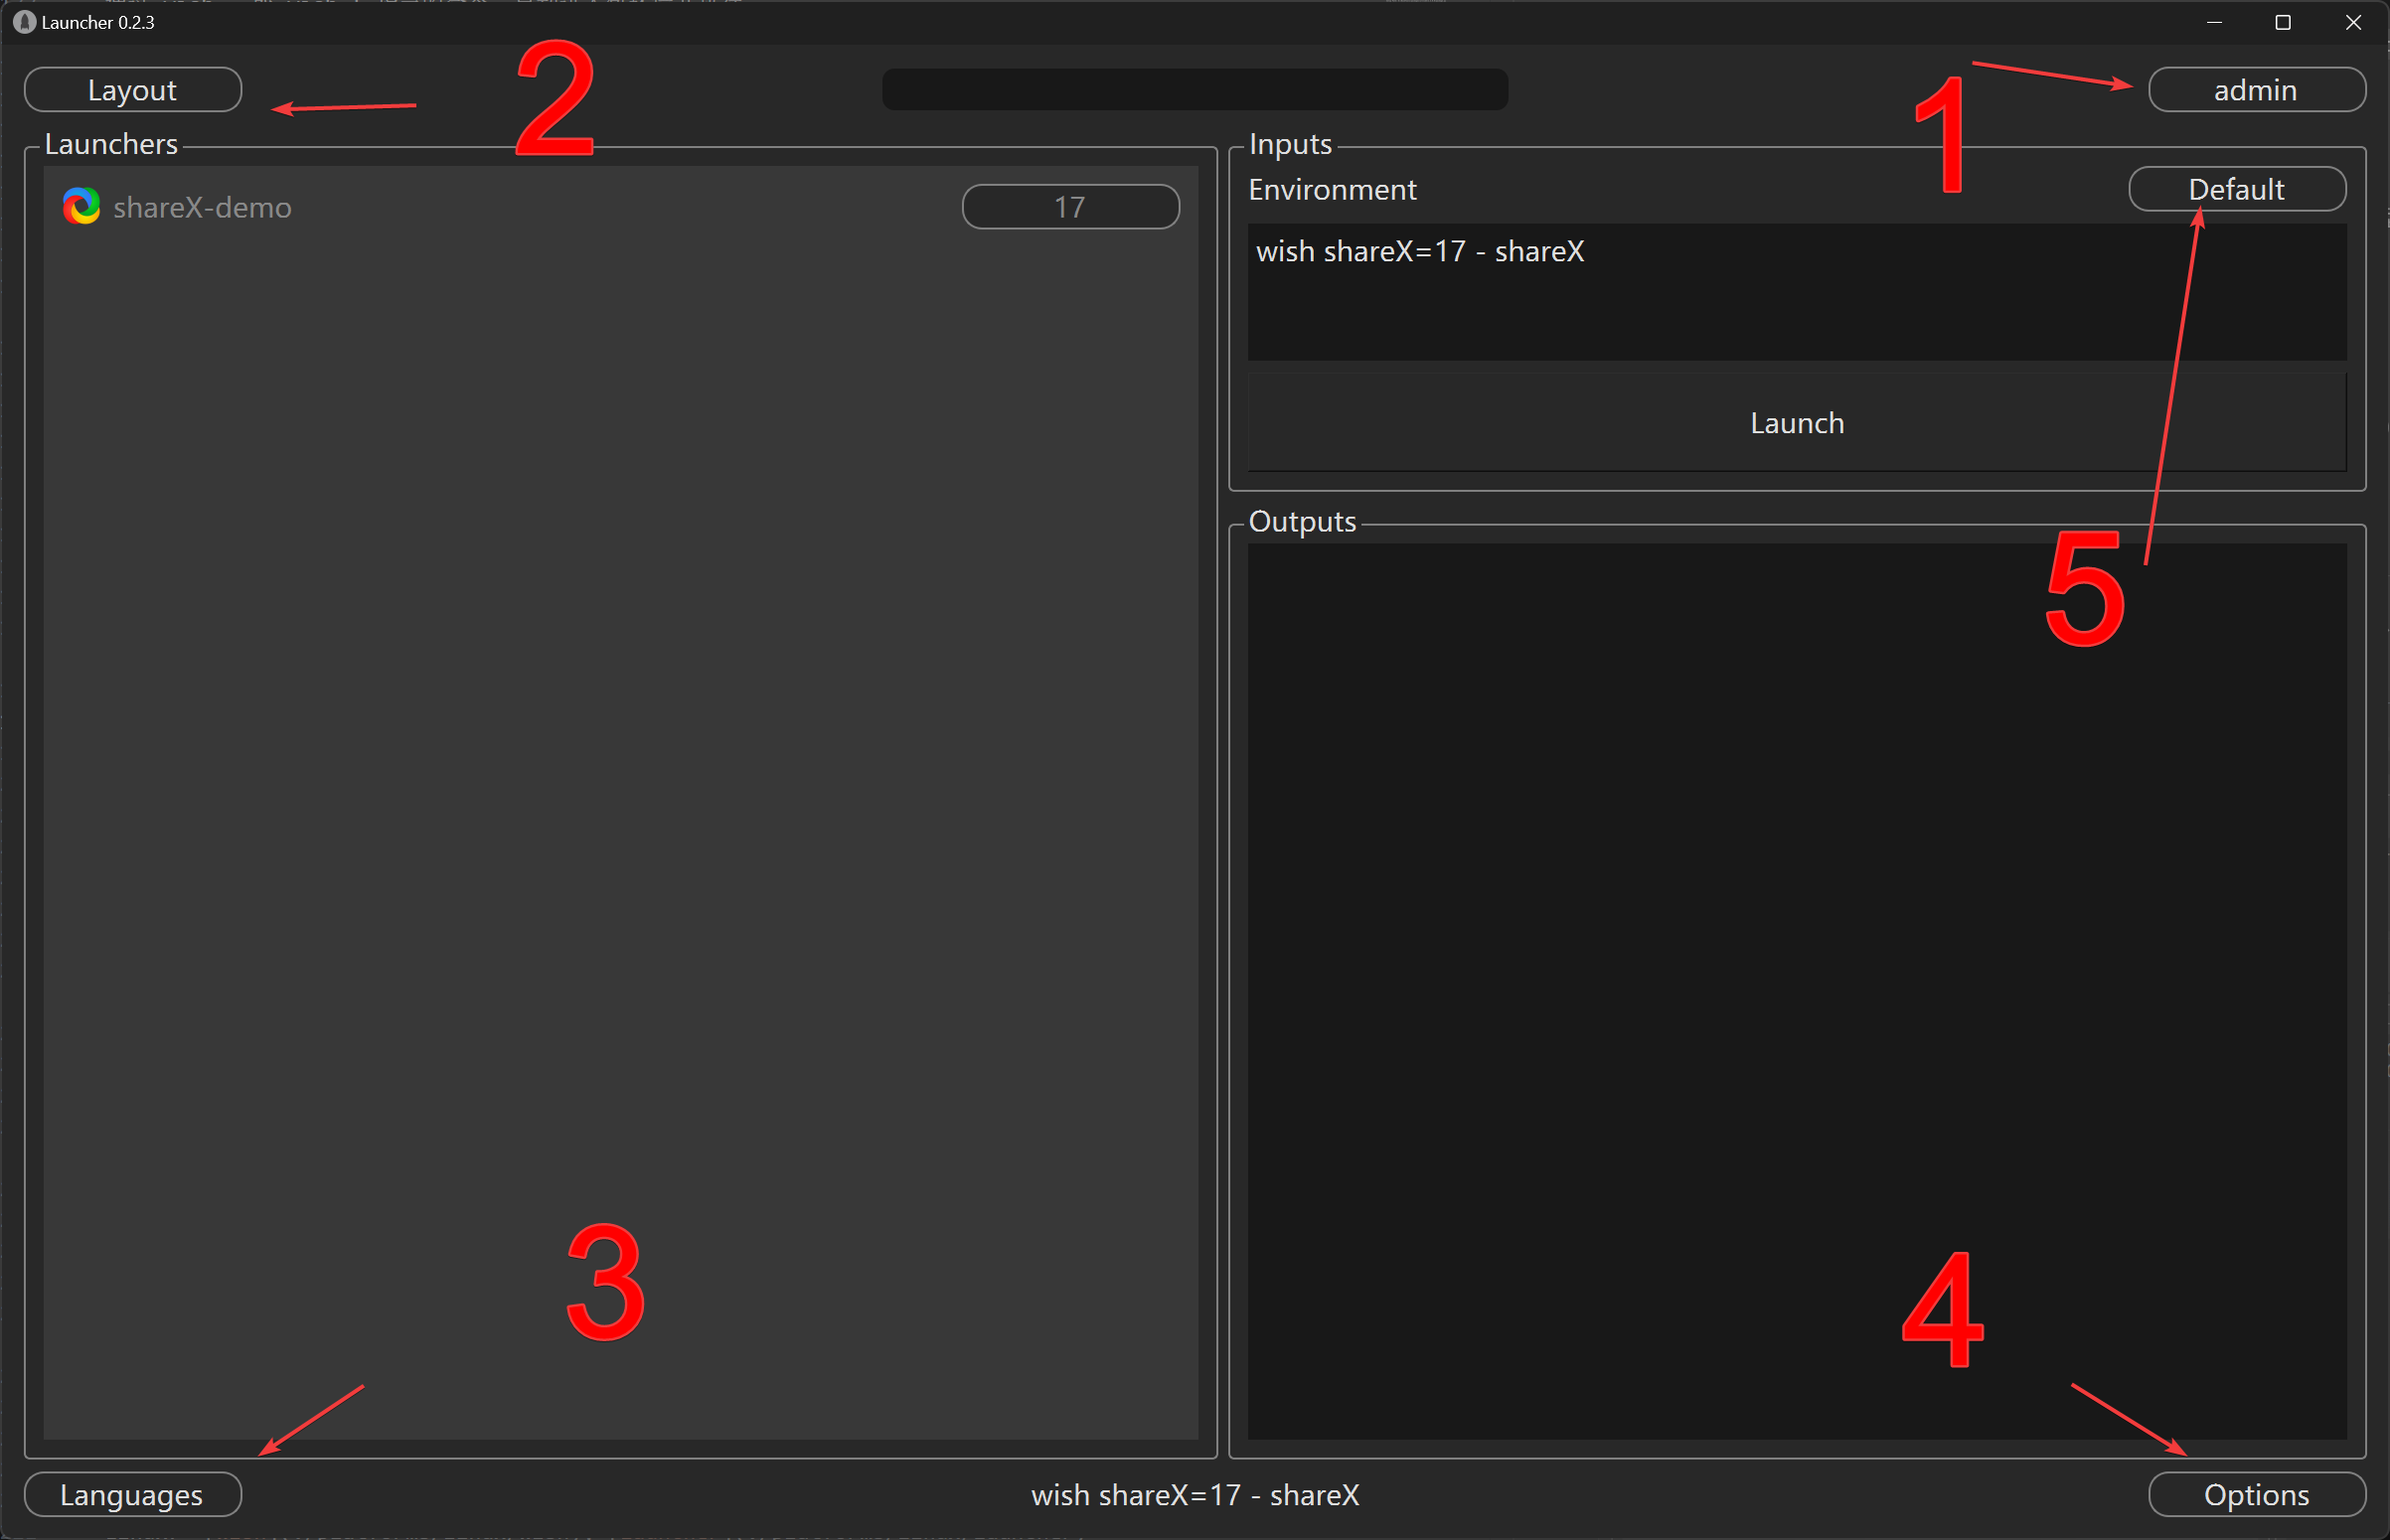 Launcher 0.2.3
Layout
2
1
admin
Launchers
shareX-demo
17
Inputs
Environment
Default
wish shareX=17 - shareX
Launch
Outputs
5
3
4
Languages
wish shareX=17 - shareX
Options